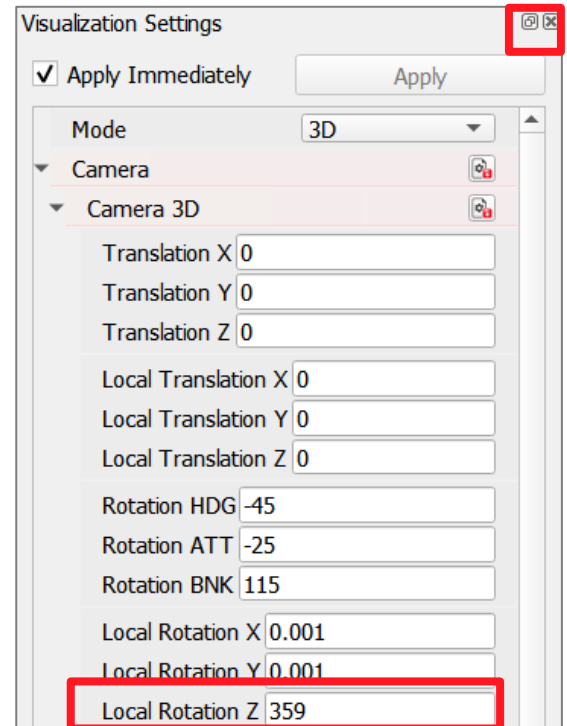 Visualization Settings
Apply Immediately Apply
Mode 3D
Camera
Camera 3D
Translation X 0
Translation Y 0
Translation Z 0
Local Translation X 0
Local Translation Y 0
Local Translation Z 0
Rotation HDG -45
Rotation ATT -25
Rotation BNK 115
Local Rotation X 0.001
Local Rotation Y 0.001
Local Rotation Z 359